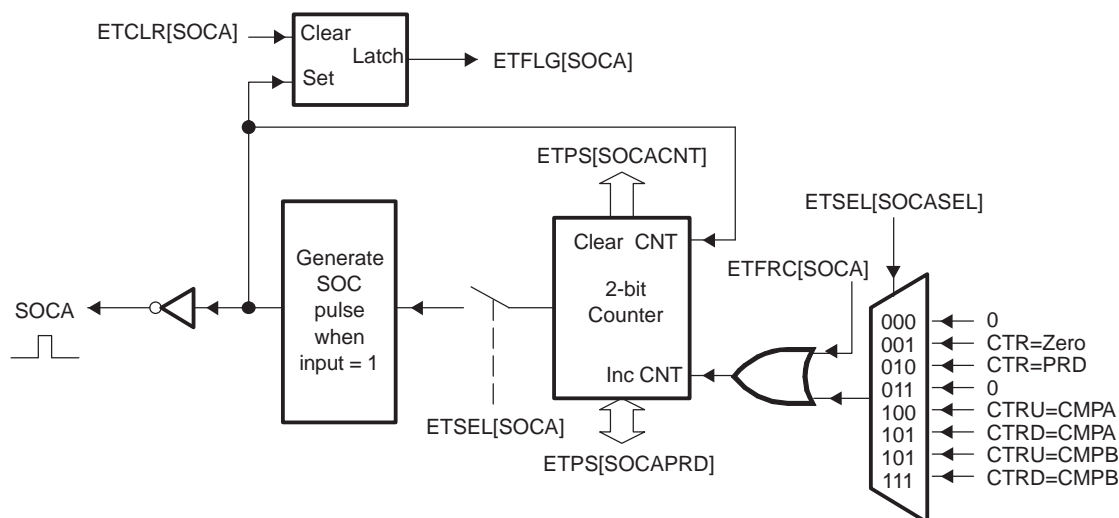 ETCLR[SOCA]
Clear
Latch
Set
ETFLG[SOCA]
ETPS[SOCACNT]
ETSEL[SOCASEL]
Clear CNT
ETFRC[SOCA]
Generate
SOC
pulse
when
input = 1
2-bit
Counter
SOCA
Inc CNT
ETSEL[SOCA]
ETPS[SOCAPRD]
000 0
001 CTR=Zero
010 CTR=PRD
011 0
100 CTRU=CMPA
101 CTRD=CMPA
101 CTRU=CMPB
111 CTRD=CMPB